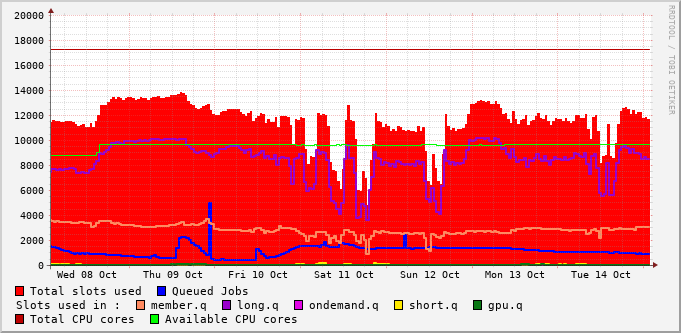 20000
18000
16000
14000
12000
10000
8000
6000
4000
2000
0
Wed 08 Oct Thu 09 Oct Fri 10 Oct Sat 11 Oct Sun 12 Oct Mon 13 Oct Tue 14 Oct
Total slots used Queued Jobs
Slots used in : member.q long.q ondemand.q short.q gpu.q
Total CPU cores Available CPU cores
RRDTOOL / TOBI OETIKER